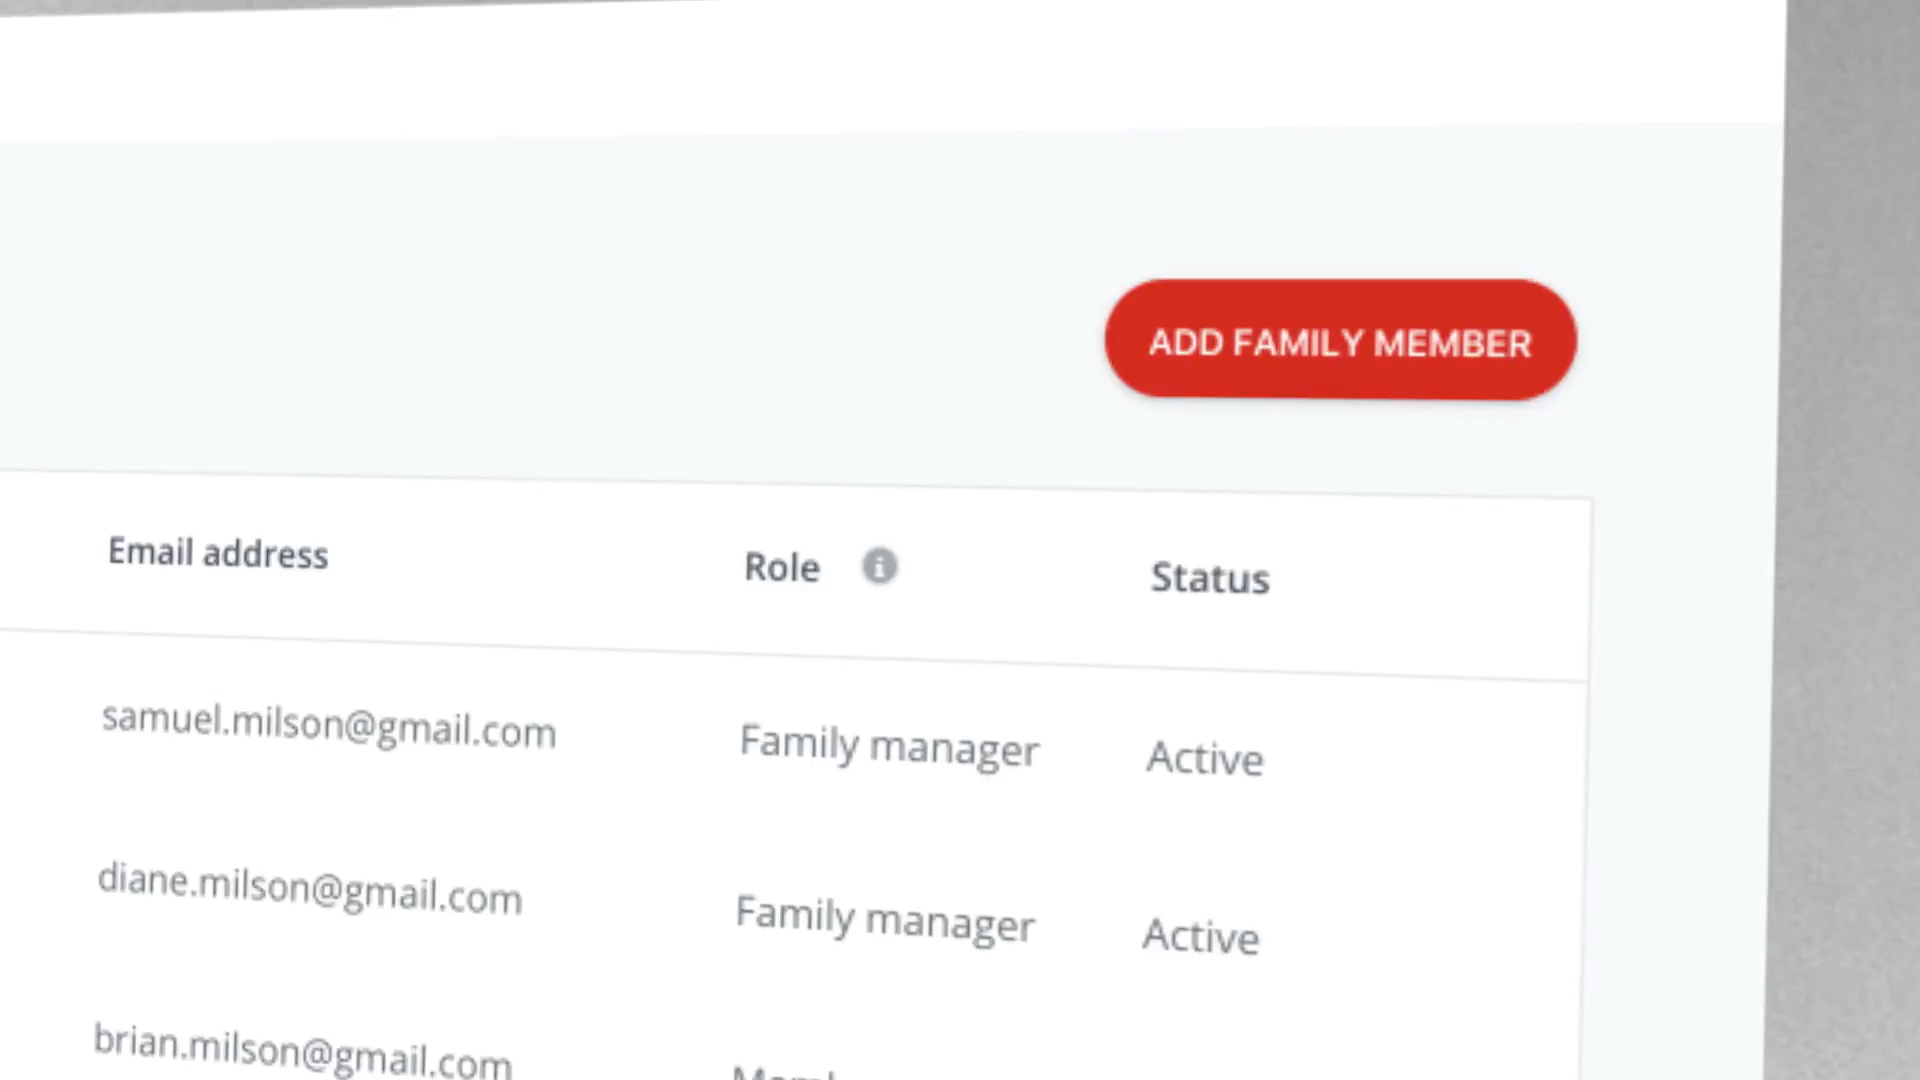 ADD FAMILY MEMBER
Email address Role Status
samuel.milson@gmail.com Family manager Active
diane.milson@gmail.com Family manager Active
brian.milson@gmail.com